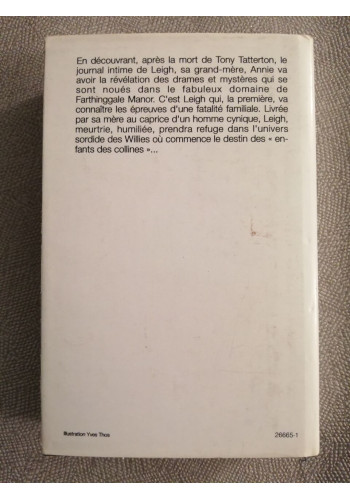 En découvrant, après la mort de Tony Tatterton, le
journal intime de Leigh, sa grand-mère, Annie va
avoir la révélation des drames et mystères qui se
sont noués dans le fabuleux domaine de
Farthinggale Manor. C'est Leigh qui, la première, va
connaître les épreuves d'une fatalité familiale. Livrée
par sa mère au caprice d'un homme cynique, Leigh,
meurtrie, humiliée, prendra refuge dans l'univers
sordide des Willies où commence le destin des « en-
fants des collines »...
Illustration Yves Thos
26665-1